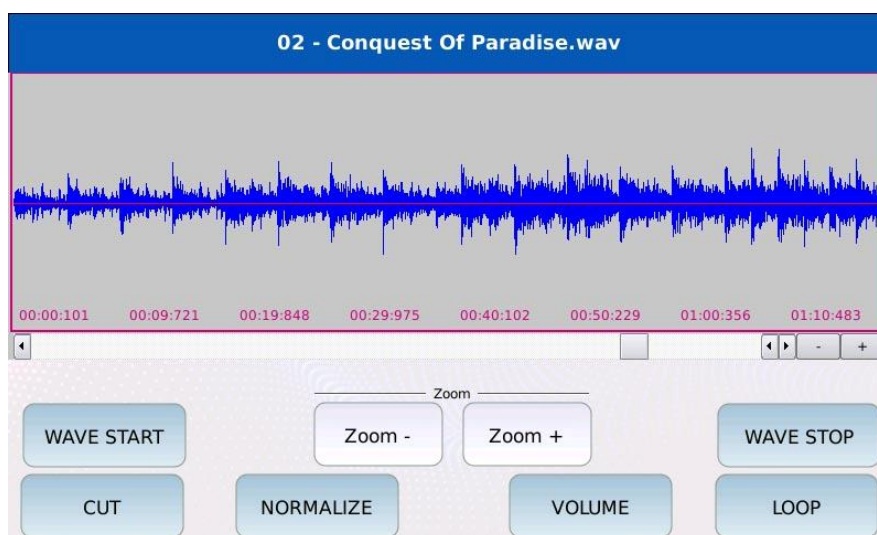 02 - Conquest Of Paradise.wav
00:00:101 00:09:721 00:19:848 00:29:975 00:40:102 00:50:229 01:00:356 01:10:483
- +
Zoom
WAVE START Zoom - Zoom + WAVE STOP
CUT NORMALIZE VOLUME LOOP